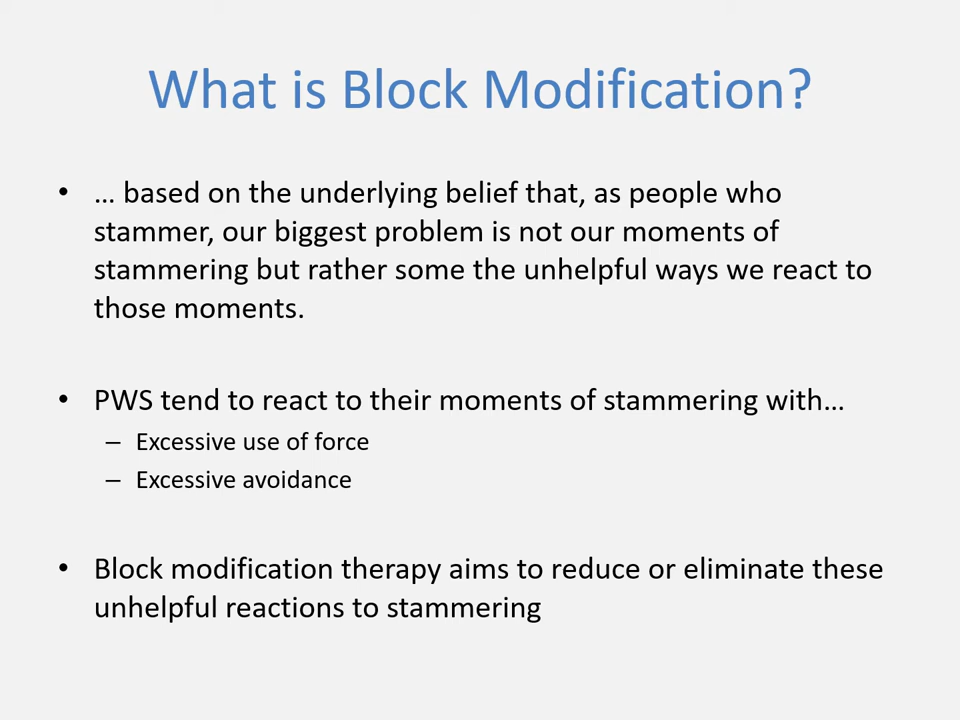 What is Block Modification?
• … based on the underlying belief that, as people who
stammer, our biggest problem is not our moments of
stammering but rather some the unhelpful ways we react to
those moments.
• PWS tend to react to their moments of stammering with…
– Excessive use of force
– Excessive avoidance
• Block modification therapy aims to reduce or eliminate these
unhelpful reactions to stammering